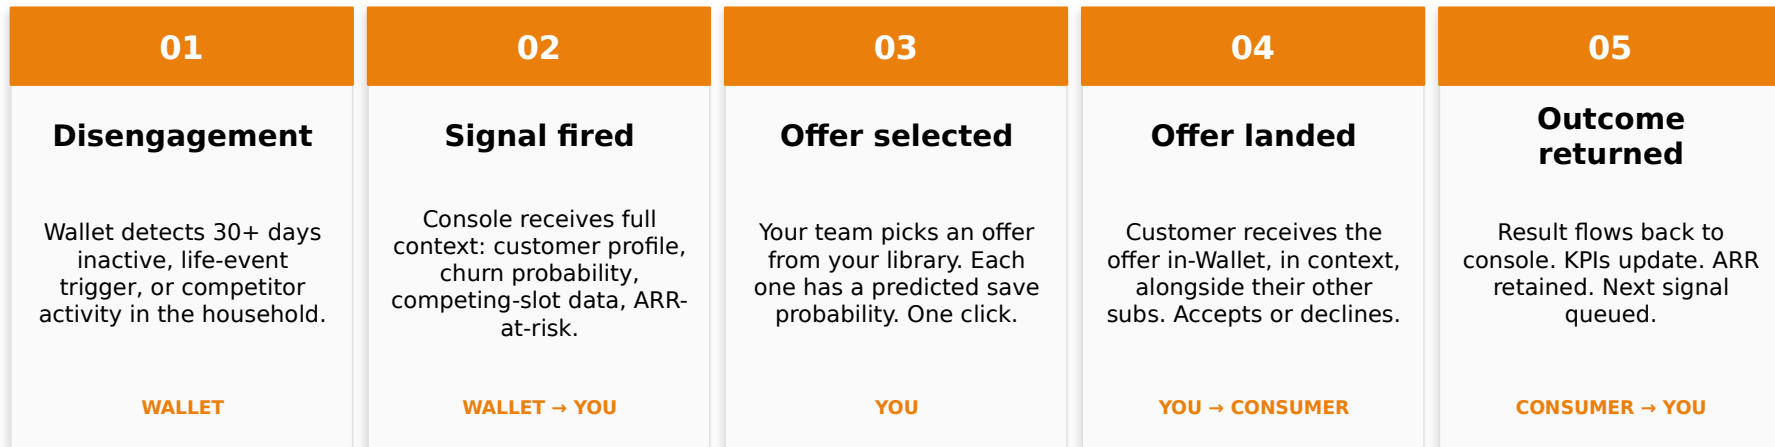 01
Disengagement
Wallet detects 30+ days
inactive, life-event
trigger, or competitor
activity in the household.
WALLET
02
Signal fired
Console receives full
context: customer profile,
churn probability,
competing-slot data, ARR-
at-risk.
WALLET → YOU
03
Offer selected
Your team picks an offer
from your library. Each
one has a predicted save
probability. One click.
YOU
04
Offer landed
Customer receives the
offer in-Wallet, in context,
alongside their other
subs. Accepts or declines.
YOU → CONSUMER
05
Outcome
returned
Result flows back to
console. KPIs update. ARR
retained. Next signal
queued.
CONSUMER → YOU